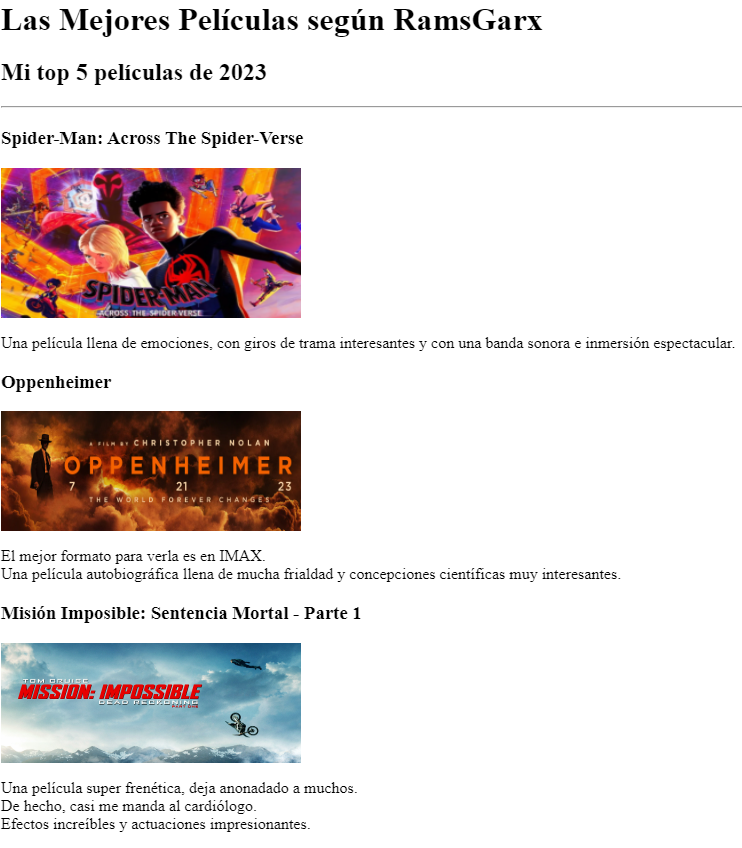 Las Mejores Películas según RamsGarx
Mi top 5 películas de 2023
Spider-Man: Across The Spider-Verse
SPIDER-MAN
ACROSS THE SPIDER-VERSE
Una película llena de emociones, con giros de trama interesantes y con una banda sonora e inmersión espectacular.
Oppenheimer
A FILM BY CHRISTOPHER NOLAN
OPPENHEIMER
7 21 23
THE WORLD FOREVER CHANGES
El mejor formato para verla es en IMAX.
Una película autobiográfica llena de mucha frialdad y concepciones científicas muy interesantes.
Misión Imposible: Sentencia Mortal - Parte 1
TOM CRUISE
MISSION: IMPOSSIBLE
DEAD RECKONING
PART ONE
Una película super frenética, deja anonadado a muchos.
De hecho, casi me manda al cardiólogo.
Efectos increíbles y actuaciones impresionantes.